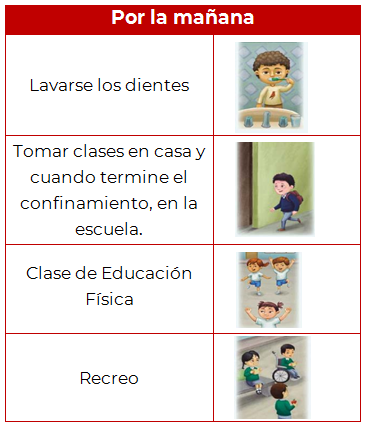 Por la mañana
Lavarse los dientes
Tomar clases en casa y
cuando termine el
confinamiento, en la
escuela.
Clase de Educación
Física
Recreo